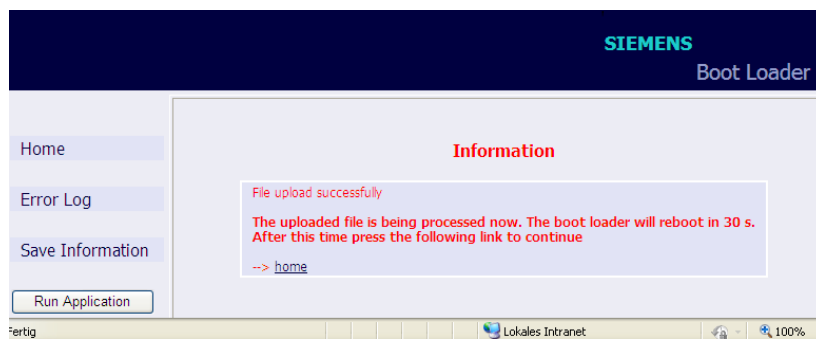 SIEMENS
Boot Loader
Home
Error Log
Save Information
Run Application
Information
File upload successfully
The uploaded file is being processed now. The boot loader will reboot in 30 s.
After this time press the following link to continue
--> home
Fertig
Lokales Intranet
100%